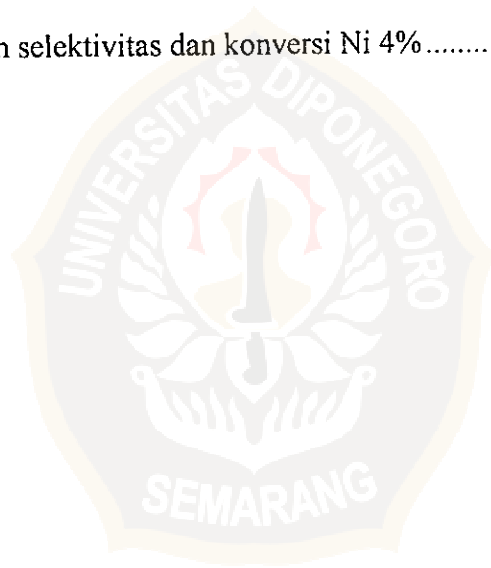 n selektivitas dan konversi Ni 4%........
UNIVERSITAS DIPONEGORO
SEMARANG